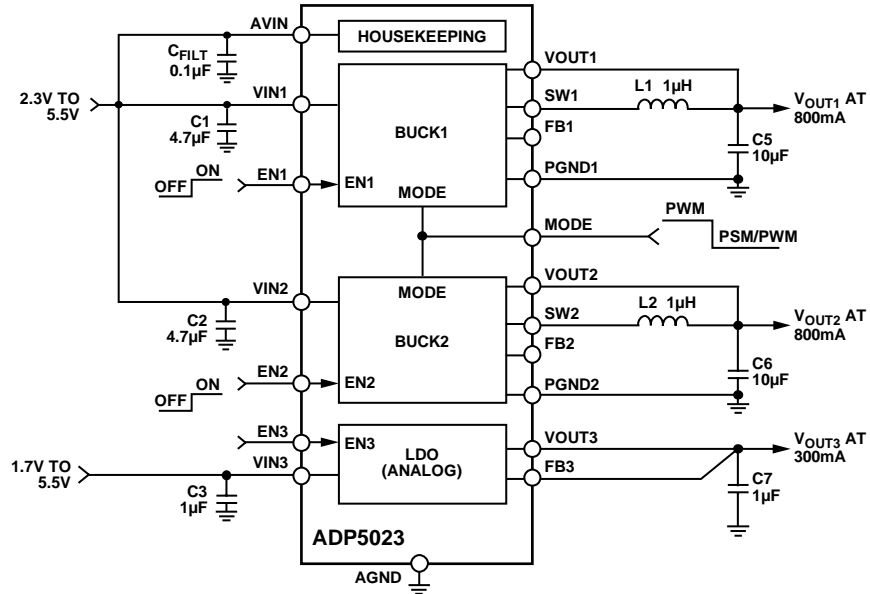 AVIN
HOUSEKEEPING
CFILT
0.1µF
VOUT1
L1 1µH
VOUT1 AT
800mA
2.3V TO
5.5V
VIN1
C1
4.7µF
BUCK1
SW1
FB1
C5
10µF
EN1
OFF
ON
EN1
MODE
PGND1
MODE
PWM
PSM/PWM
VIN2
C2
4.7µF
MODE
BUCK2
VOUT2
L2 1µH
VOUT2 AT
800mA
SW2
FB2
C6
10µF
EN2
OFF
ON
EN2
PGND2
EN3
EN3
LDO
(ANALOG)
VOUT3
VOUT3 AT
300mA
1.7V TO
5.5V
VIN3
C3
1µF
FB3
C7
1µF
ADP5023
AGND